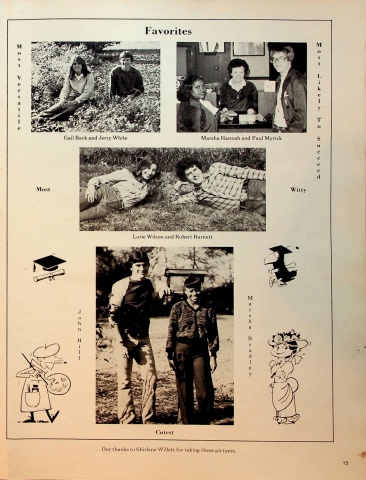 Favorites
Most Versatile
Most Likely To Succeed
Gail Rock and Jerry White
Marsha Hannah and Paul Myrick
Most
Witty
Lorie Wilson and Robert Burnett
John Hill
Marsha Bradley
Cutest
Our thanks to Shirlene Willett for taking these pictures.
15